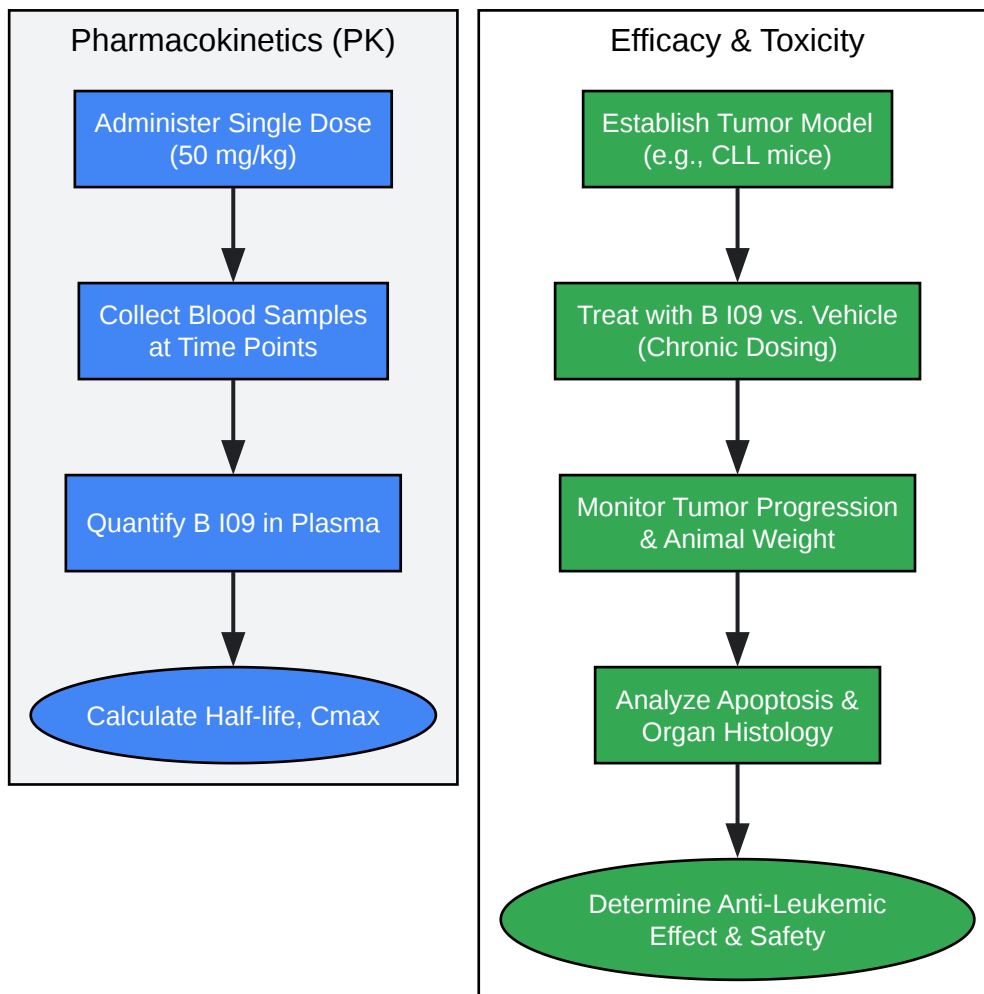 Pharmacokinetics (PK)
Administer Single Dose
(50 mg/kg)
Collect Blood Samples
at Time Points
Quantify B I09 in Plasma
Calculate Half-life, Cmax
Efficacy & Toxicity
Establish Tumor Model
(e.g., CLL mice)
Treat with B I09 vs. Vehicle
(Chronic Dosing)
Monitor Tumor Progression
& Animal Weight
Analyze Apoptosis &
Organ Histology
Determine Anti-Leukemic
Effect & Safety